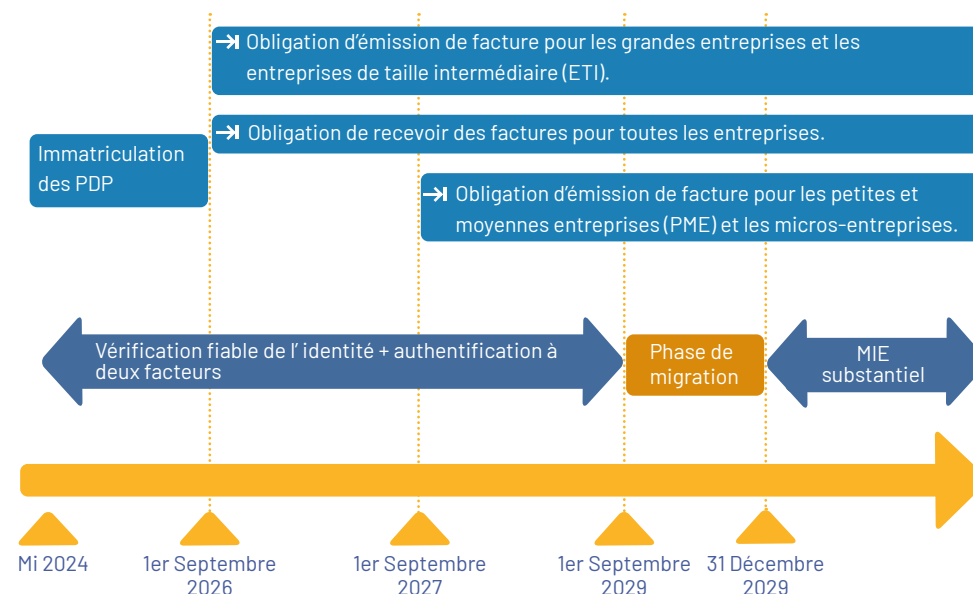 Obligation d’émission de facture pour les grandes entreprises et les
entreprises de taille intermédiaire (ETI).
Obligation de recevoir des factures pour toutes les entreprises.
Immatriculation
des PDP
Obligation d’émission de facture pour les petites et
moyennes entreprises (PME) et les micros-entreprises.
Vérification fiable de l’ identité + authentification à
deux facteurs
Phase de
migration
MIE
substantiel
Mi 2024
1er Septembre
2026
1er Septembre
2027
1er Septembre
2029
31 Décembre
2029